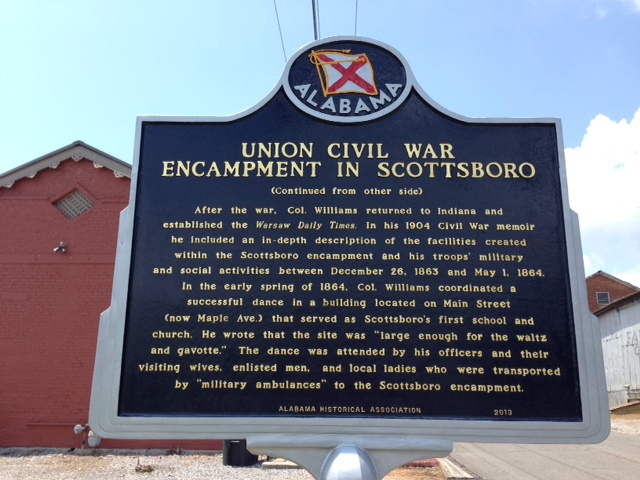 ALABAMA
UNION CIVIL WAR
ENCAMPMENT IN SCOTTSBORO
(Continued from other side)
After the war, Col. Williams returned to Indiana and
established the Warsaw Daily Times. In his 1904 Civil War memoir
he included an in-depth description of the facilities created
within the Scottsboro encampment and his troops' military
and social activities between December 26, 1863 and May 1, 1864.
In the early spring of 1864, Col. Williams coordinated a
successful dance in a building located on Main Street
(now Maple Ave.) that served as Scottsboro's first school and
church. He wrote that the site was "large enough for the waltz
and gavotte." The dance was attended by his officers and their
visiting wives, enlisted men, and local ladies who were transported
by "military ambulances" to the Scottsboro encampment.
ALABAMA HISTORICAL ASSOCIATION 2013